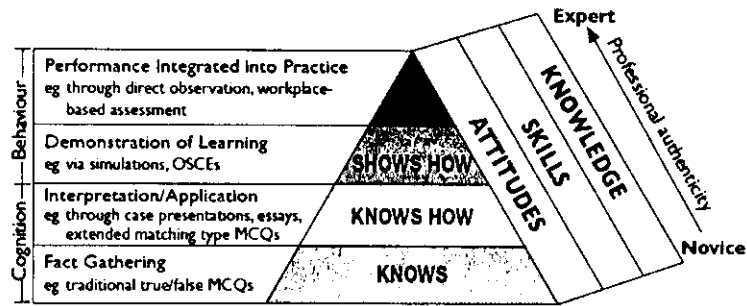 Expert
Professional authenticity
Novice
KNOWLEDGE
SKILLS
ATTITUDES
Behaviour
Performance Integrated into Practice
eg through direct observation, workplace-
based assessment
Demonstration of Learning
eg via simulations, OSCEs
SHOWS HOW
Cognition
Interpretation/Application
eg through case presentations, essays,
extended matching type MCQs
KNOWS HOW
Fact Gathering
eg traditional true/false MCQs
KNOWS